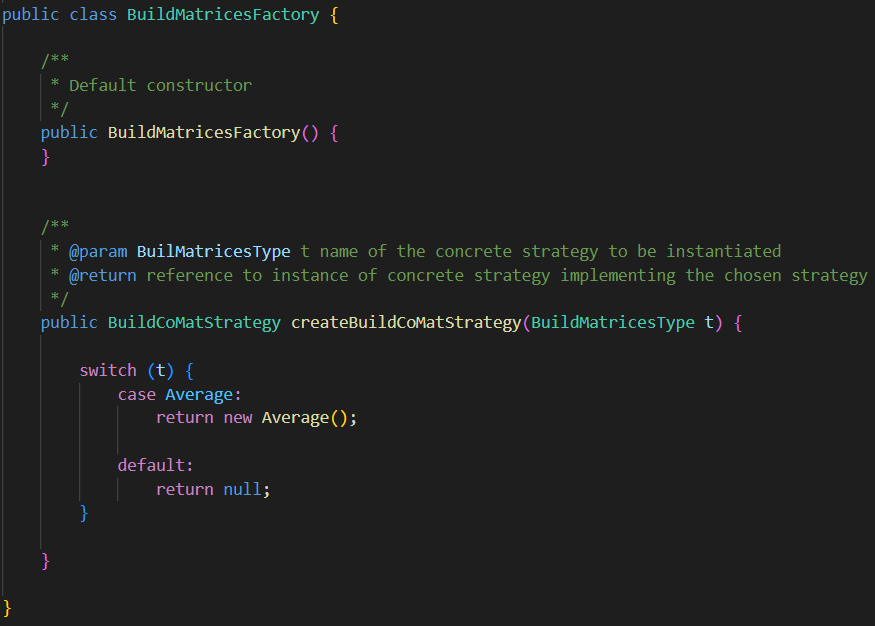 public class BuildMatricesFactory {
/**
* Default constructor
*/
public BuildMatricesFactory() {
}
/**
* @param BuilMatricesType t name of the concrete strategy to be instantiated
* @return reference to instance of concrete strategy implementing the chosen strategy
*/
public BuildCoMatStrategy createBuildCoMatStrategy(BuildMatricesType t) {
switch (t) {
case Average:
return new Average();
default:
return null;
}
}
}